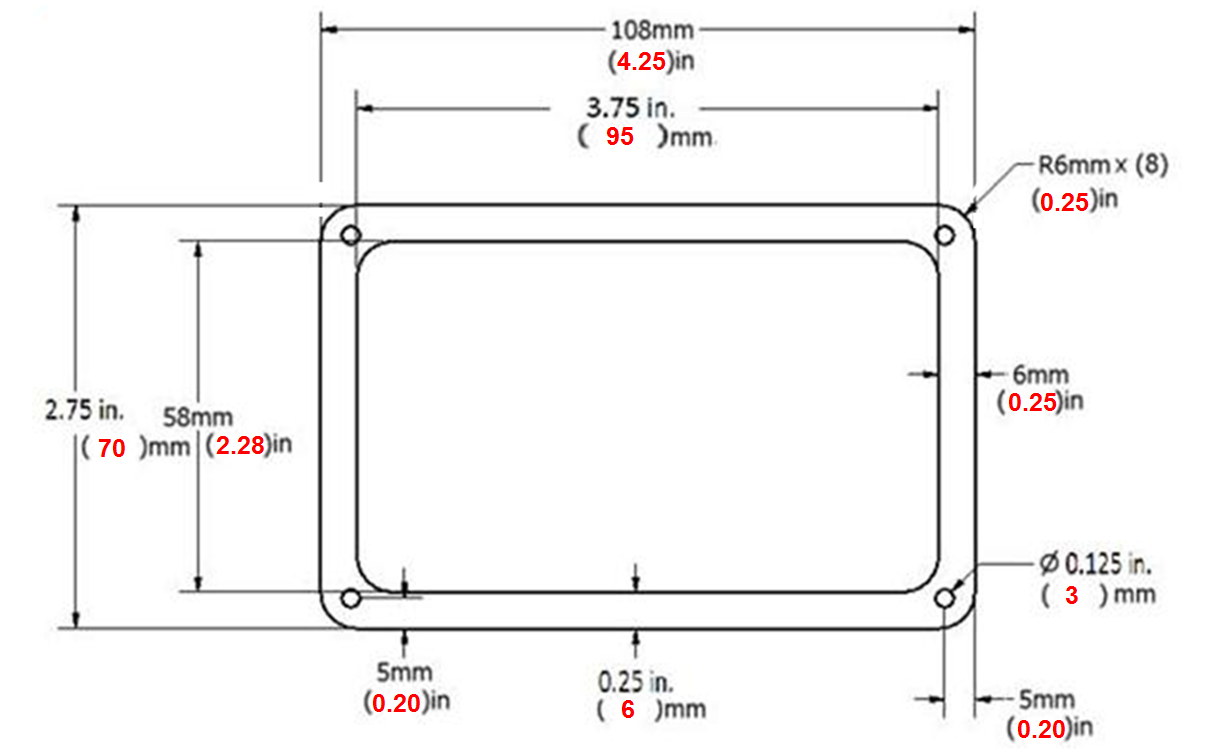 108mm
(4.25)in
3.75 in.
( 95 )mm
R6mm x (8)
(0.25)in
2.75 in.
( 70 )mm
58mm
(2.28)in
6mm
(0.25)in
Ø 0.125 in.
( 3 ) mm
5mm
(0.20)in
0.25 in.
( 6 )mm
5mm
(0.20)in